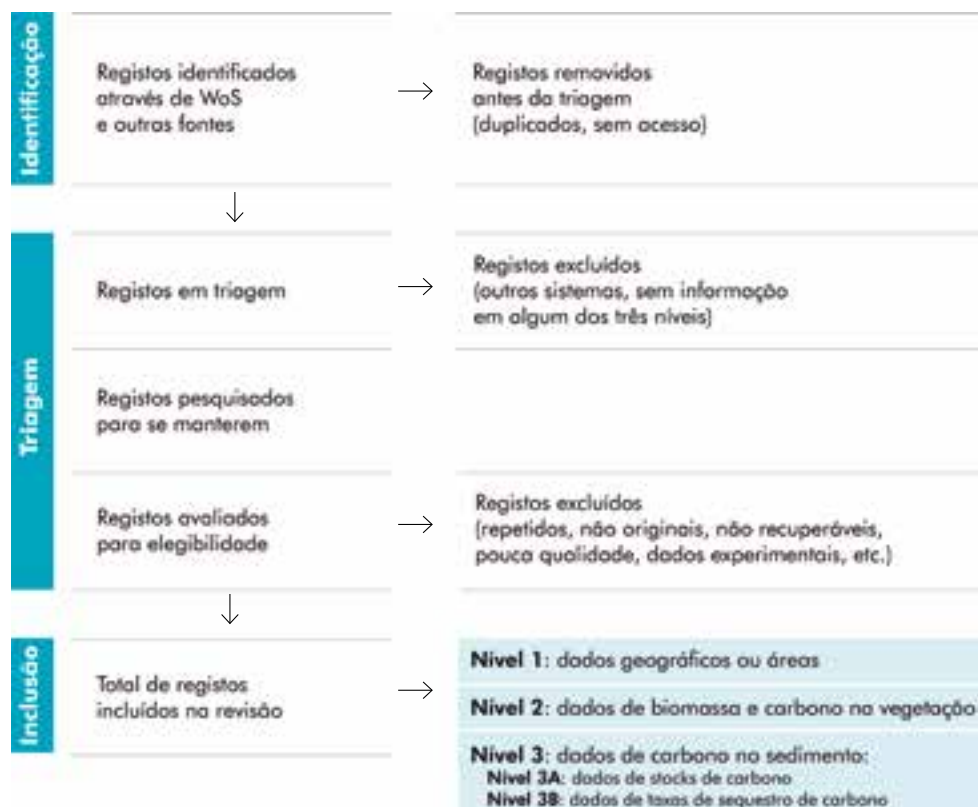 Identificação
Registos identificados
através de WoS
e outras fontes
Registos removidos
antes da triagem
(duplicados, sem acesso)
Triagem
Registos em triagem
Registos excluídos
(outros sistemas, sem informação
em algum dos três níveis)
Registos pesquisados
para se manterem
Registos avaliados
para elegibilidade
Registos excluídos
(repetidos, não originais, não recuperáveis,
pouca qualidade, dados experimentais, etc.)
Inclusão
Total de registos
incluídos na revisão
Nível 1: dados geográficos ou áreas
Nível 2: dados de biomassa e carbono na vegetação
Nível 3: dados de carbono no sedimento:
Nível 3A: dados de stocks de carbono
Nível 3B: dados de taxas de sequestro de carbono